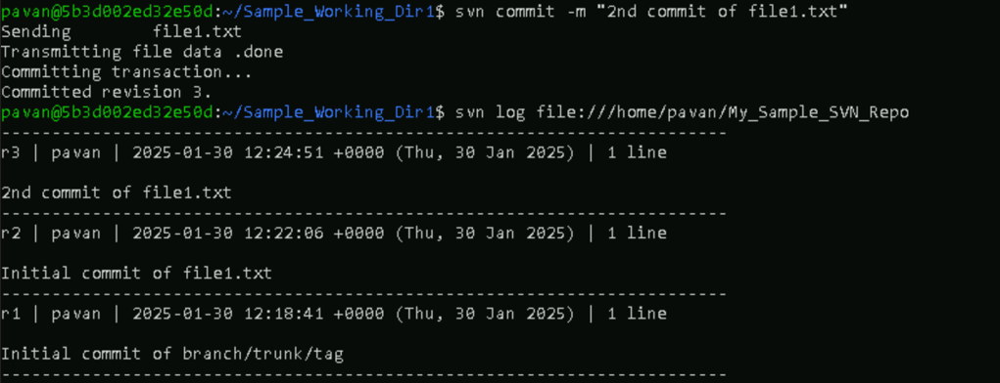 pavan@5b3d002ed32e50d:~/Sample_Working_Dir1$ svn commit -m "2nd commit of file1.txt"
Sending        file1.txt
Transmitting file data .done
Committing transaction...
Committed revision 3.
pavan@5b3d002ed32e50d:~/Sample_Working_Dir1$ svn log file:///home/pavan/My_Sample_SVN_Repo
------------------------------------------------------------------------
r3 | pavan | 2025-01-30 12:24:51 +0000 (Thu, 30 Jan 2025) | 1 line
2nd commit of file1.txt
------------------------------------------------------------------------
r2 | pavan | 2025-01-30 12:22:06 +0000 (Thu, 30 Jan 2025) | 1 line
Initial commit of file1.txt
------------------------------------------------------------------------
r1 | pavan | 2025-01-30 12:18:41 +0000 (Thu, 30 Jan 2025) | 1 line
Initial commit of branch/trunk/tag
------------------------------------------------------------------------